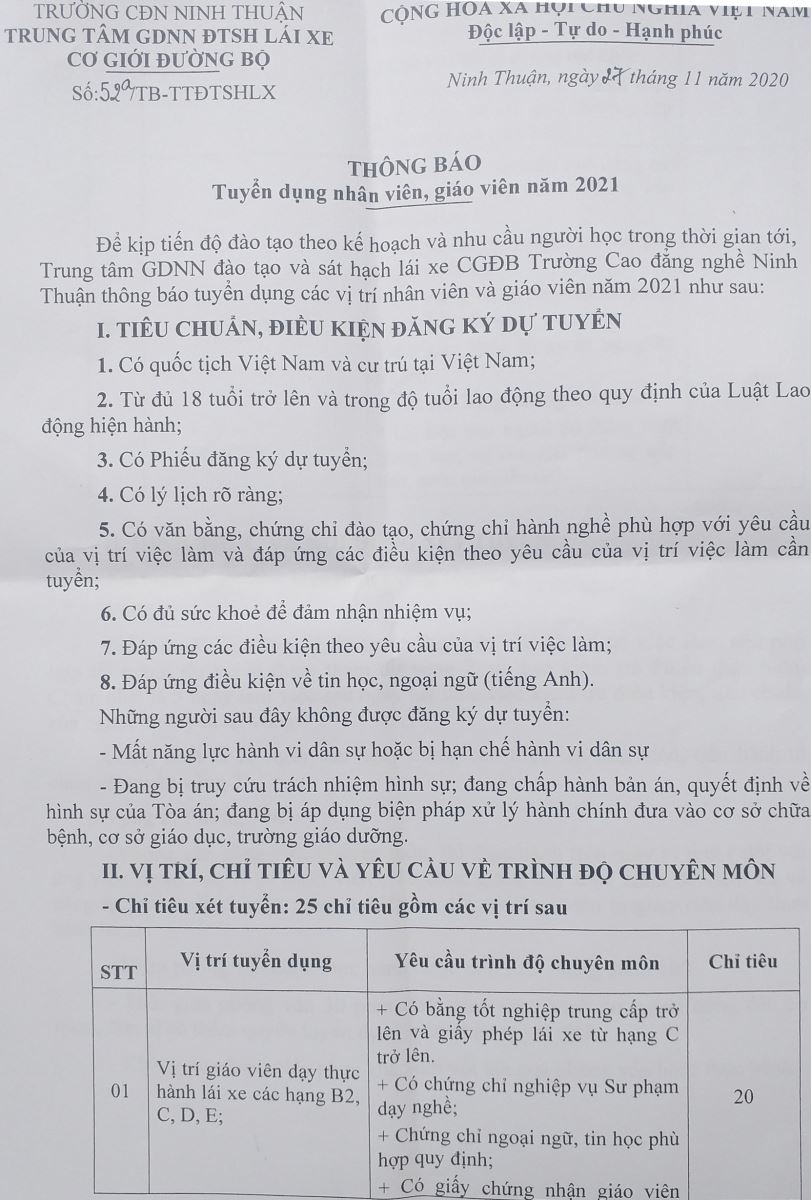 TRƯỜNG CĐN NINH THUẬN
TRUNG TÂM GDNN ĐTSH LÁI XE
CƠ GIỚI ĐƯỜNG BỘ
Số:529/TB-TTĐTSHLX
CỘNG HOÀ XÃ HỘI CHỦ NGHĨA VIỆT NAM
Độc lập - Tự do - Hạnh phúc
Ninh Thuận, ngày 27 tháng 11 năm 2020
THÔNG BÁO
Tuyển dụng nhân viên, giáo viên năm 2021
Để kịp tiến độ đào tạo theo kế hoạch và nhu cầu người học trong thời gian tới,
Trung tâm GDNN đào tạo và sát hạch lái xe CGĐB Trường Cao đẳng nghề Ninh
Thuận thông báo tuyển dụng các vị trí nhân viên và giáo viên năm 2021 như sau:
I. TIÊU CHUẨN, ĐIỀU KIỆN ĐĂNG KÝ DỰ TUYỂN
1. Có quốc tịch Việt Nam và cư trú tại Việt Nam;
2. Từ đủ 18 tuổi trở lên và trong độ tuổi lao động theo quy định của Luật Lao
động hiện hành;
3. Có Phiếu đăng ký dự tuyển;
4. Có lý lịch rõ ràng;
5. Có văn bằng, chứng chỉ đào tạo, chứng chỉ hành nghề phù hợp với yêu cầu
của vị trí việc làm và đáp ứng các điều kiện theo yêu cầu của vị trí việc làm cần
tuyển;
6. Có đủ sức khoẻ để đảm nhận nhiệm vụ;
7. Đáp ứng các điều kiện theo yêu cầu của vị trí việc làm;
8. Đáp ứng điều kiện về tin học, ngoại ngữ (tiếng Anh).
Những người sau đây không được đăng ký dự tuyển:
- Mất năng lực hành vi dân sự hoặc bị hạn chế hành vi dân sự
- Đang bị truy cứu trách nhiệm hình sự; đang chấp hành bản án, quyết định về
hình sự của Tòa án; đang bị áp dụng biện pháp xử lý hành chính đưa vào cơ sở chữa
bệnh, cơ sở giáo dục, trường giáo dưỡng.
II. VỊ TRÍ, CHỈ TIÊU VÀ YÊU CẦU VỀ TRÌNH ĐỘ CHUYÊN MÔN
- Chỉ tiêu xét tuyển: 25 chỉ tiêu gồm các vị trí sau
STT
Vị trí tuyển dụng
Yêu cầu trình độ chuyên môn
Chỉ tiêu
01
Vị trí giáo viên dạy thực
hành lái xe các hạng B2,
C, D, E;
+ Có bằng tốt nghiệp trung cấp trở
lên và giấy phép lái xe từ hạng C
trở lên.
+ Có chứng chỉ nghiệp vụ Sư phạm
dạy nghề;
+ Chứng chỉ ngoại ngữ, tin học phù
hợp quy định;
+ Có giấy chứng nhận giáo viên
20